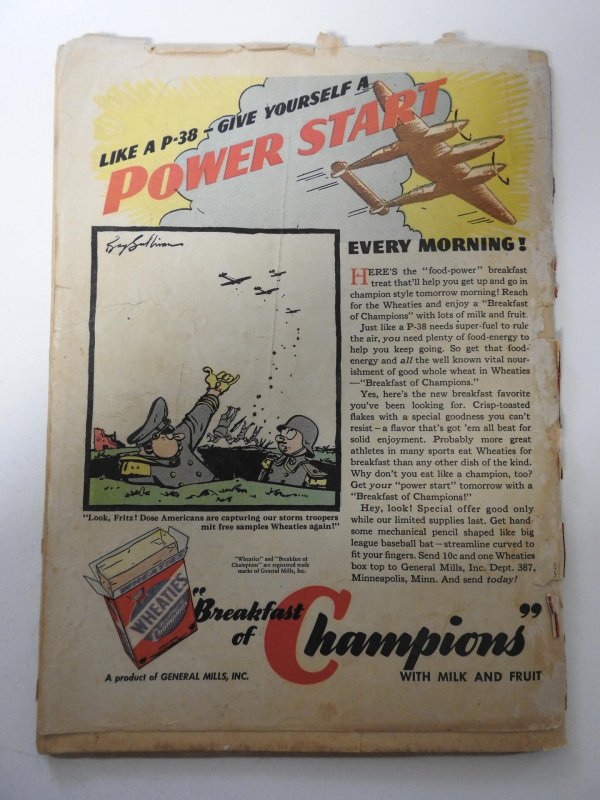 LIKE A P-38 – GIVE YOURSELF A
POWER START
EVERY MORNING!
Ray Sullivan
HERE'S the "food-power" breakfast
treat that'll help you get up and go in
champion style tomorrow morning! Reach
for the Wheaties and enjoy a "Breakfast
of Champions" with lots of milk and fruit.
Just like a P-38 needs super-fuel to rule
the air, you need plenty of food-energy to
help you keep going. So get that food-
energy and all the well known vital nour-
ishment of good whole wheat in Wheaties
—"Breakfast of Champions."
Yes, here's the new breakfast favorite
you've been looking for. Crisp-toasted
flakes with a special goodness you can't
resist – a flavor that's got 'em all beat for
solid enjoyment. Probably more great
athletes in many sports eat Wheaties for
breakfast than any other dish of the kind.
Why don't you eat like a champion, too?
Get your "power start" tomorrow with a
"Breakfast of Champions!"
Hey, look! Special offer good only
while our limited supplies last. Get hand-
some mechanical pencil shaped like big
league baseball bat—streamline curved to
fit your fingers. Send 10c and one Wheaties
box top to General Mills, Inc. Dept. 387,
Minneapolis, Minn. And send today!
"Look, Fritz! Dose Americans are capturing our storm troopers
mit free samples Wheaties again!"
"Wheaties" and "Breakfast of
Champions" are registered trade
marks of General Mills, Inc.
WHEATIES
WHEATIES
Champions
"Breakfast
of Champions"
WITH MILK AND FRUIT
A product of GENERAL MILLS, INC.